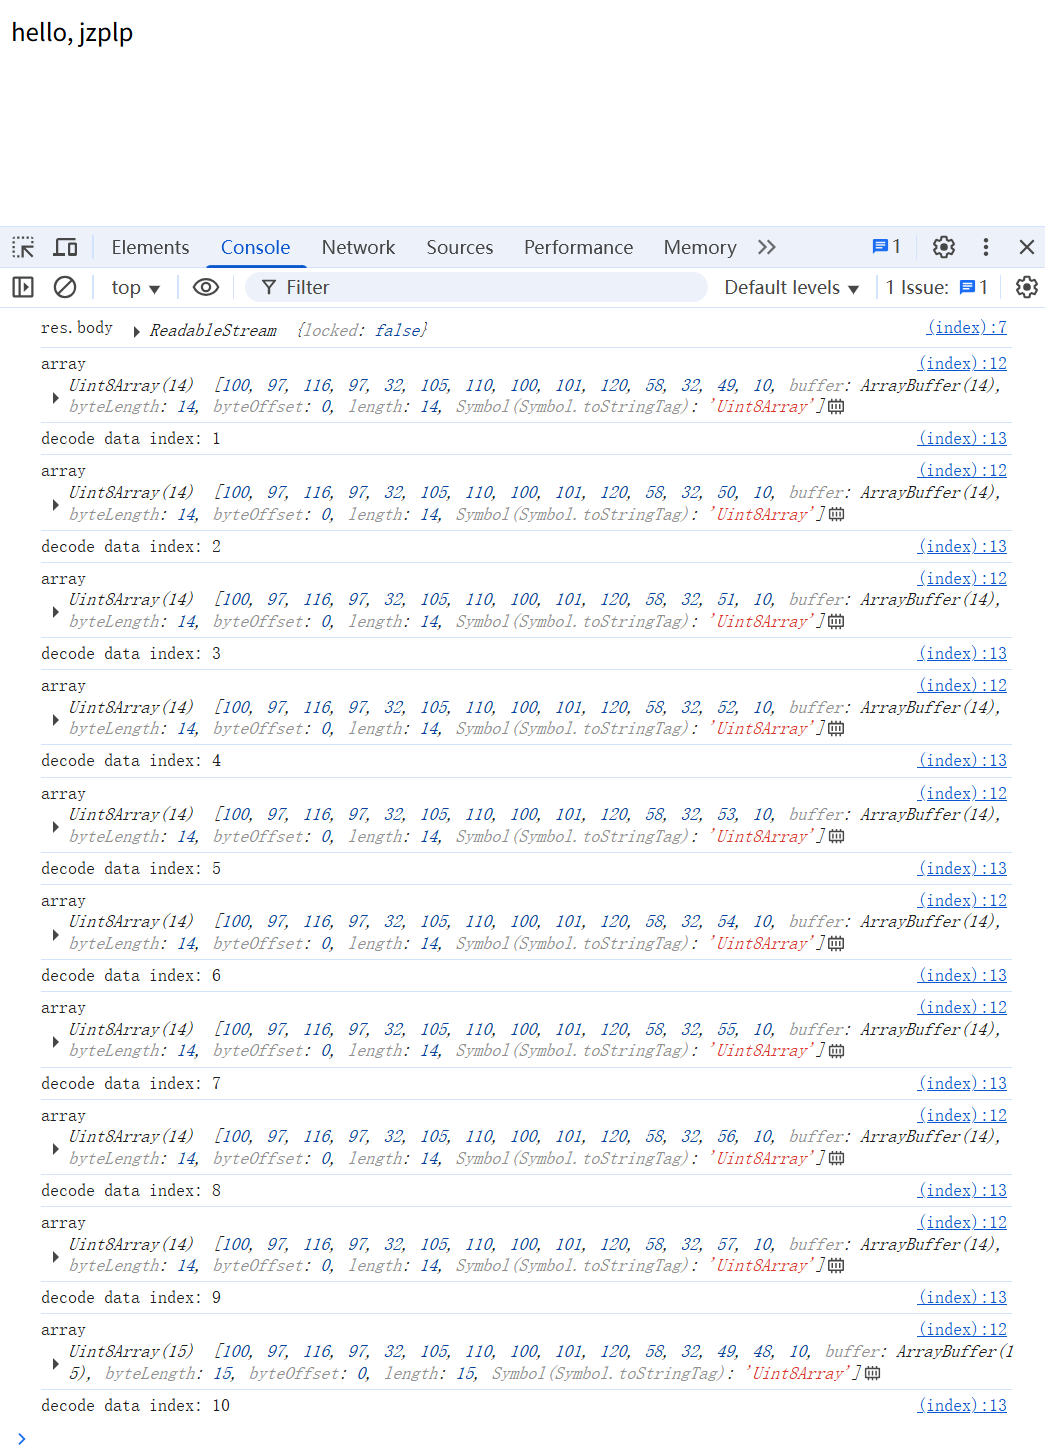 hello, jzplp
Elements Console Network Sources Performance Memory 1
top Filter Default levels 1 Issue: 1
res.body ReadableStream {locked: false} (index):7
array (index):12
Uint8Array(14) [100, 97, 116, 97, 32, 105, 110, 100, 101, 120, 58, 32, 49, 10, buffer: ArrayBuffer(14),
byteLength: 14, byteOffset: 0, length: 14, Symbol(Symbol.toStringTag): 'Uint8Array']
decode data index: 1 (index):13
array (index):12
Uint8Array(14) [100, 97, 116, 97, 32, 105, 110, 100, 101, 120, 58, 32, 50, 10, buffer: ArrayBuffer(14),
byteLength: 14, byteOffset: 0, length: 14, Symbol(Symbol.toStringTag): 'Uint8Array']
decode data index: 2 (index):13
array (index):12
Uint8Array(14) [100, 97, 116, 97, 32, 105, 110, 100, 101, 120, 58, 32, 51, 10, buffer: ArrayBuffer(14),
byteLength: 14, byteOffset: 0, length: 14, Symbol(Symbol.toStringTag): 'Uint8Array']
decode data index: 3 (index):13
array (index):12
Uint8Array(14) [100, 97, 116, 97, 32, 105, 110, 100, 101, 120, 58, 32, 52, 10, buffer: ArrayBuffer(14),
byteLength: 14, byteOffset: 0, length: 14, Symbol(Symbol.toStringTag): 'Uint8Array']
decode data index: 4 (index):13
array (index):12
Uint8Array(14) [100, 97, 116, 97, 32, 105, 110, 100, 101, 120, 58, 32, 53, 10, buffer: ArrayBuffer(14),
byteLength: 14, byteOffset: 0, length: 14, Symbol(Symbol.toStringTag): 'Uint8Array']
decode data index: 5 (index):13
array (index):12
Uint8Array(14) [100, 97, 116, 97, 32, 105, 110, 100, 101, 120, 58, 32, 54, 10, buffer: ArrayBuffer(14),
byteLength: 14, byteOffset: 0, length: 14, Symbol(Symbol.toStringTag): 'Uint8Array']
decode data index: 6 (index):13
array (index):12
Uint8Array(14) [100, 97, 116, 97, 32, 105, 110, 100, 101, 120, 58, 32, 55, 10, buffer: ArrayBuffer(14),
byteLength: 14, byteOffset: 0, length: 14, Symbol(Symbol.toStringTag): 'Uint8Array']
decode data index: 7 (index):13
array (index):12
Uint8Array(14) [100, 97, 116, 97, 32, 105, 110, 100, 101, 120, 58, 32, 56, 10, buffer: ArrayBuffer(14),
byteLength: 14, byteOffset: 0, length: 14, Symbol(Symbol.toStringTag): 'Uint8Array']
decode data index: 8 (index):13
array (index):12
Uint8Array(14) [100, 97, 116, 97, 32, 105, 110, 100, 101, 120, 58, 32, 57, 10, buffer: ArrayBuffer(14),
byteLength: 14, byteOffset: 0, length: 14, Symbol(Symbol.toStringTag): 'Uint8Array']
decode data index: 9 (index):13
array (index):12
Uint8Array(15) [100, 97, 116, 97, 32, 105, 110, 100, 101, 120, 58, 32, 49, 48, 10, buffer: ArrayBuffer(1
5), byteLength: 15, byteOffset: 0, length: 15, Symbol(Symbol.toStringTag): 'Uint8Array']
decode data index: 10 (index):13